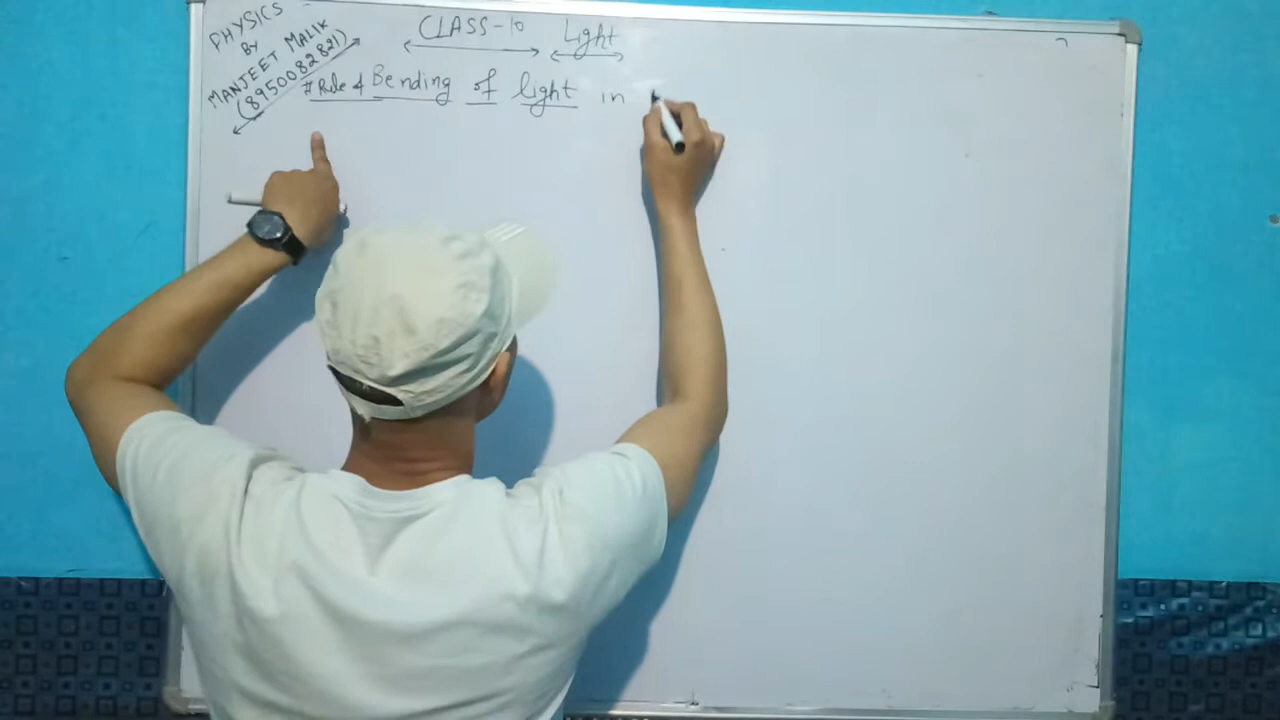 PHYSICS
By
MANJEET MALIK
(8950082821)
CLASS-10 Light
# Rule of Bending of light in